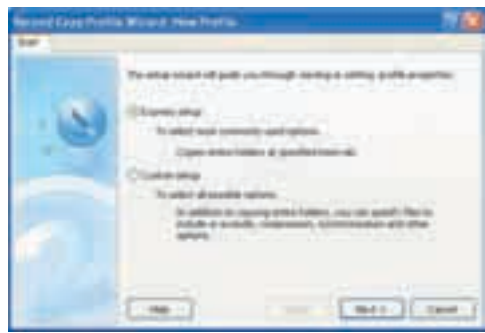 Second Copy Profile Wizard - New Profile
Start
The setup wizard will guide you through creating or editing profile properties.
Express setup
To select most commonly used options.
Copies entire folders at specified intervals.
Custom setup
To select all possible options.
In addition to copying entire folders, you can specify files to
include or exclude, compression, synchronization and other
options.
Help
Next >
Cancel